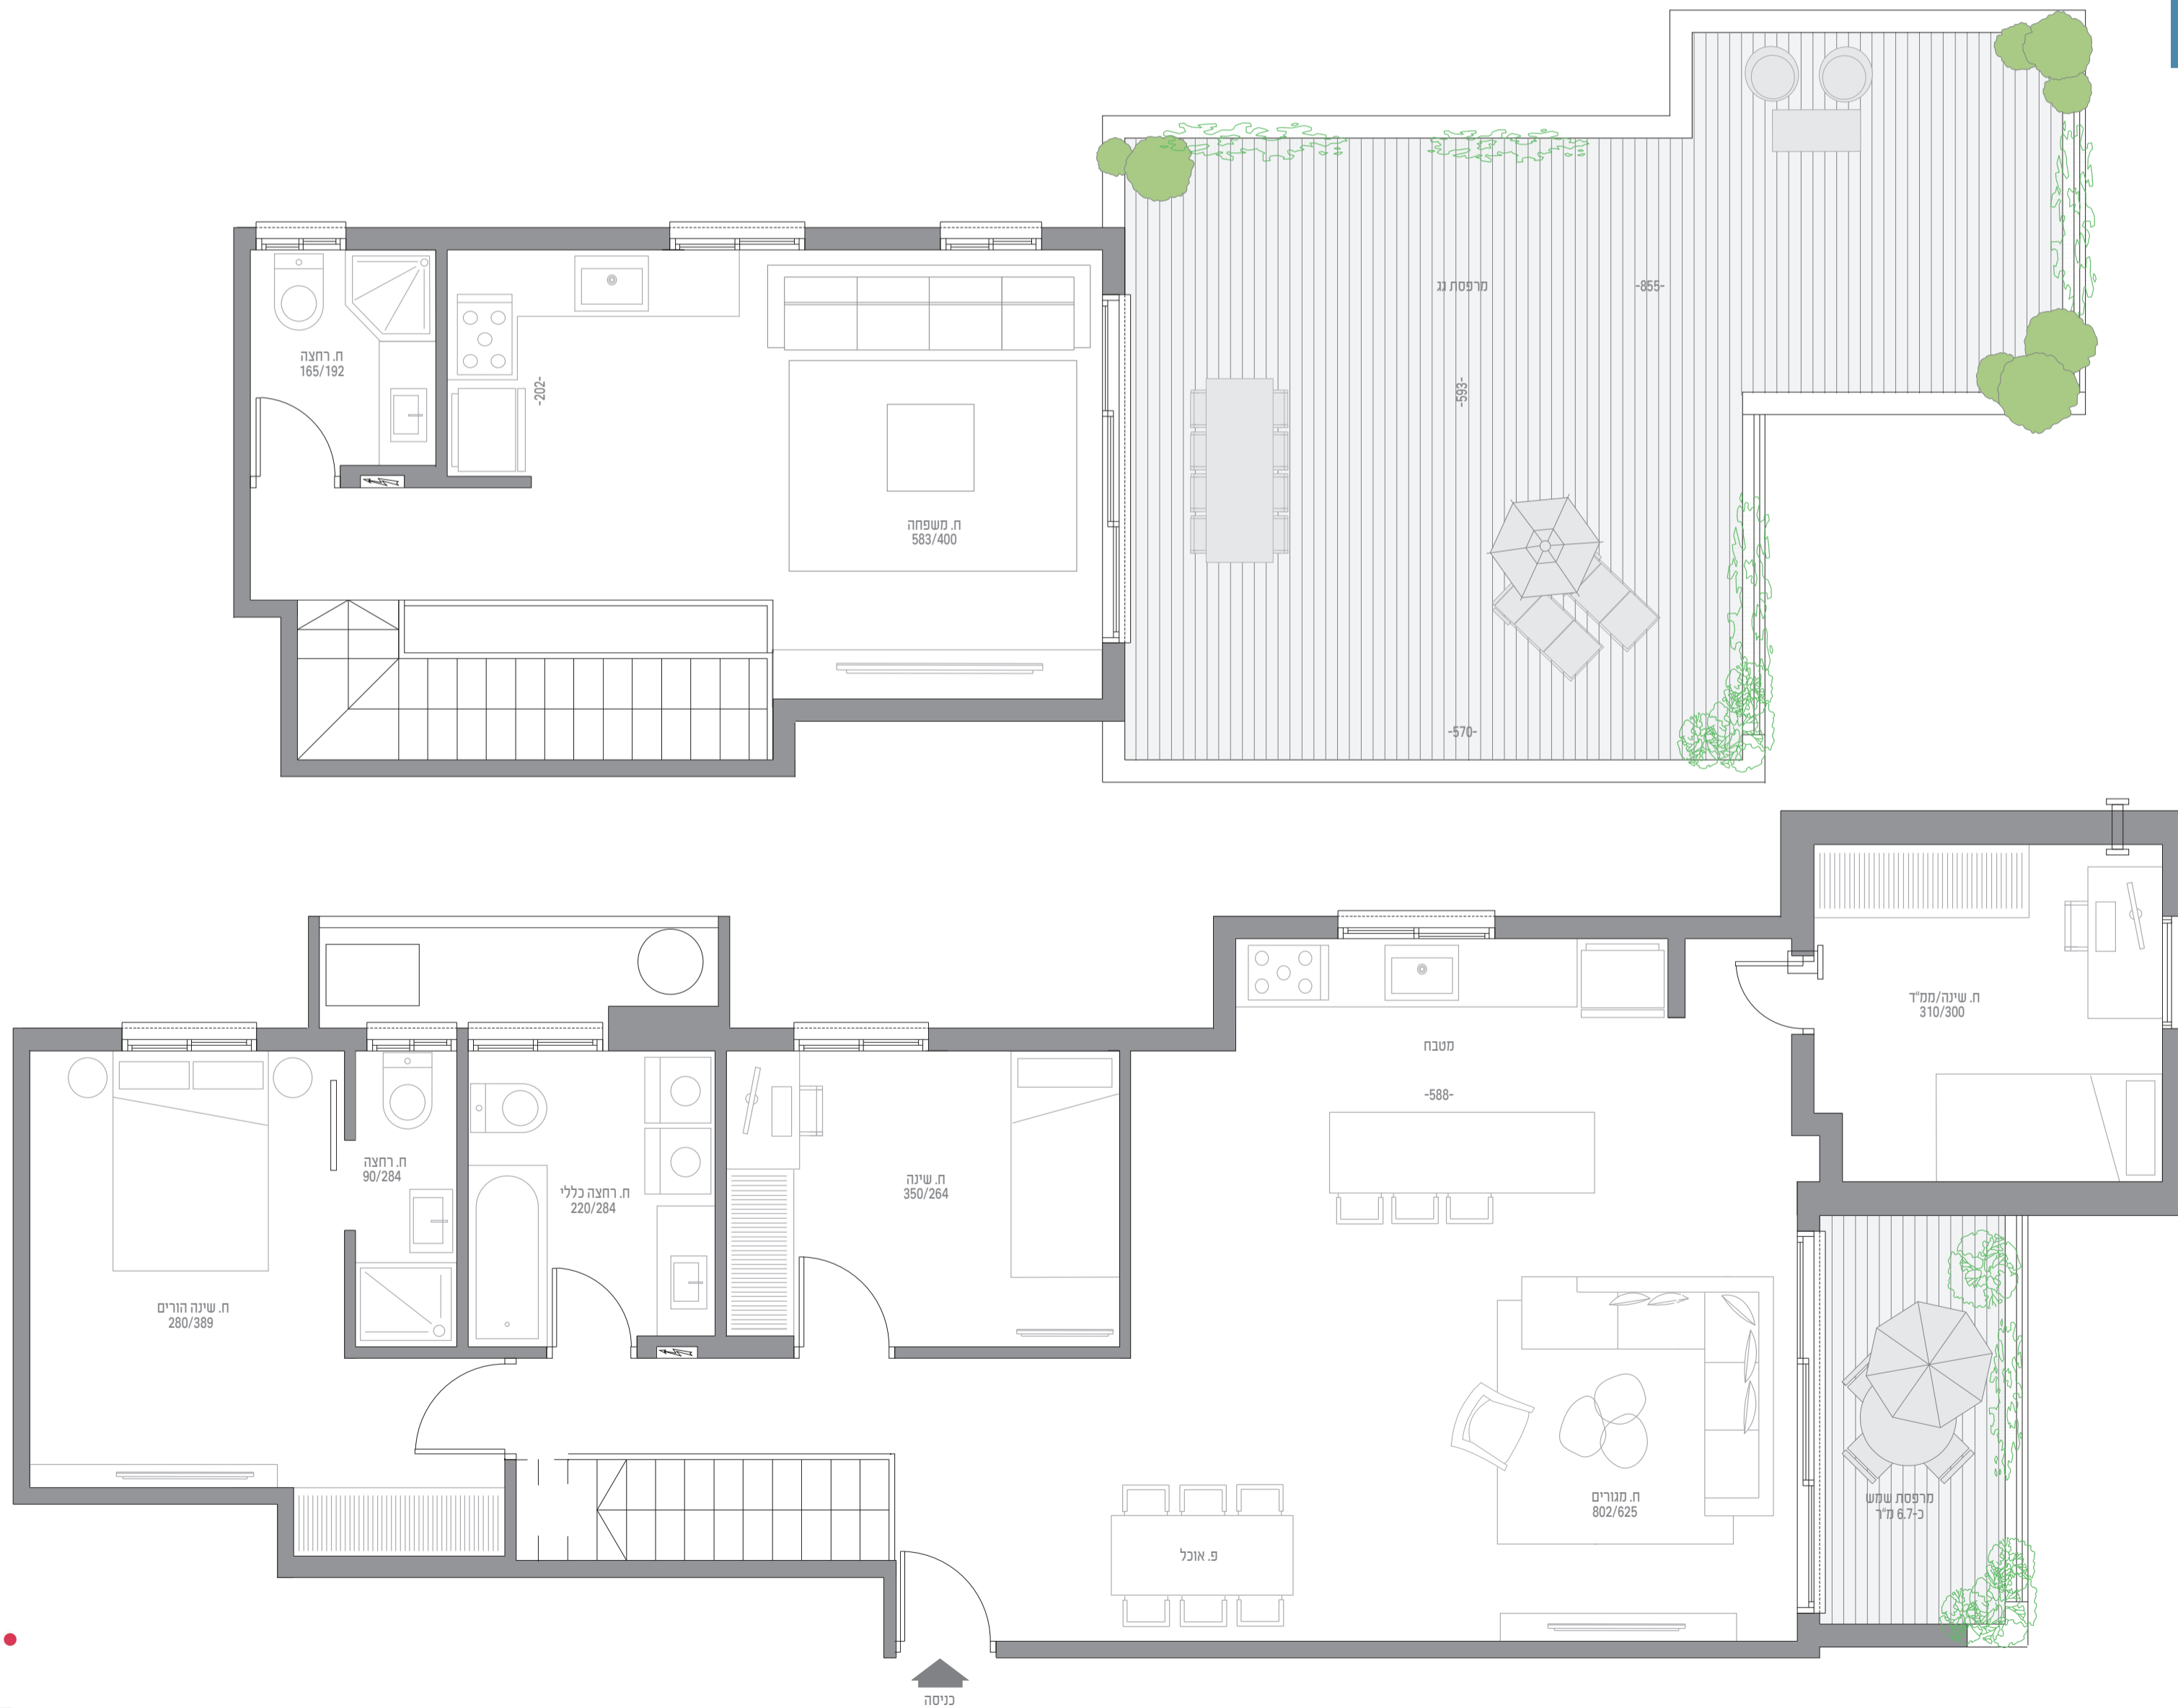 מרפסת גג
-855-
ח. רחצה
165/192
-202-
-593-
ח. משפחה
583/400
-570-
ח. שינה/ממ"ד
310/300
מטבח
-588-
ח. רחצה
90/284
ח. רחצה כללי
220/284
ח. שינה
350/264
ח. שינה הורים
280/389
ח. מגורים
802/625
מרפסת שמש
כ-6.7 מ"ר
פ. אוכל
כניסה